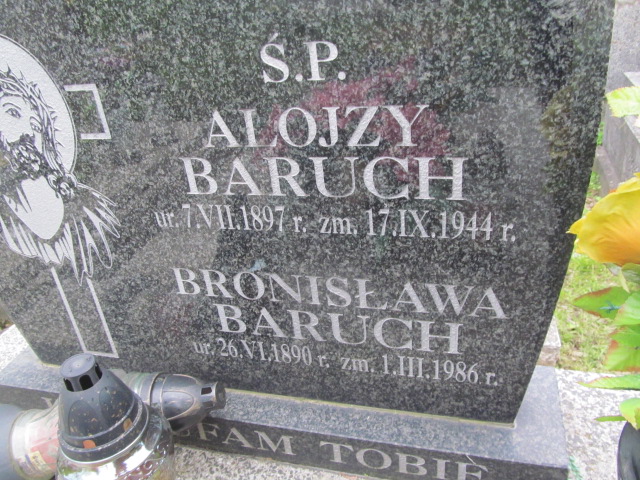 Ś.P.
ALOJZY
BARUCH
ur. 7.VII.1897 r. zm. 17.IX.1944 r.
BRONISŁAWA
BARUCH
ur. 26.VI.1890 r. zm. 1.III.1986 r.
FAM TOBIE